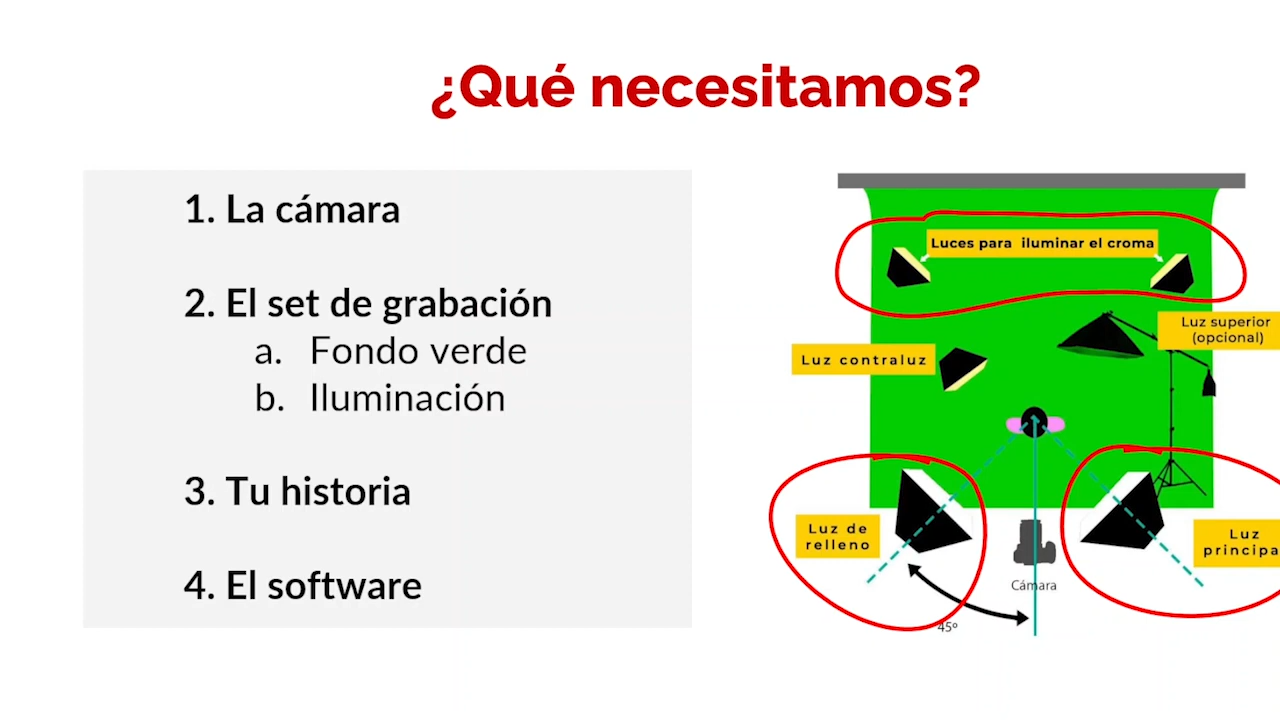 ¿Qué necesitamos?
1. La cámara
2. El set de grabación
a. Fondo verde
b. Iluminación
3. Tu historia
4. El software
Luces para iluminar el croma
Luz superior
(opcional)
Luz contraluz
Luz de
relleno
Luz
principa
Cámara
45º